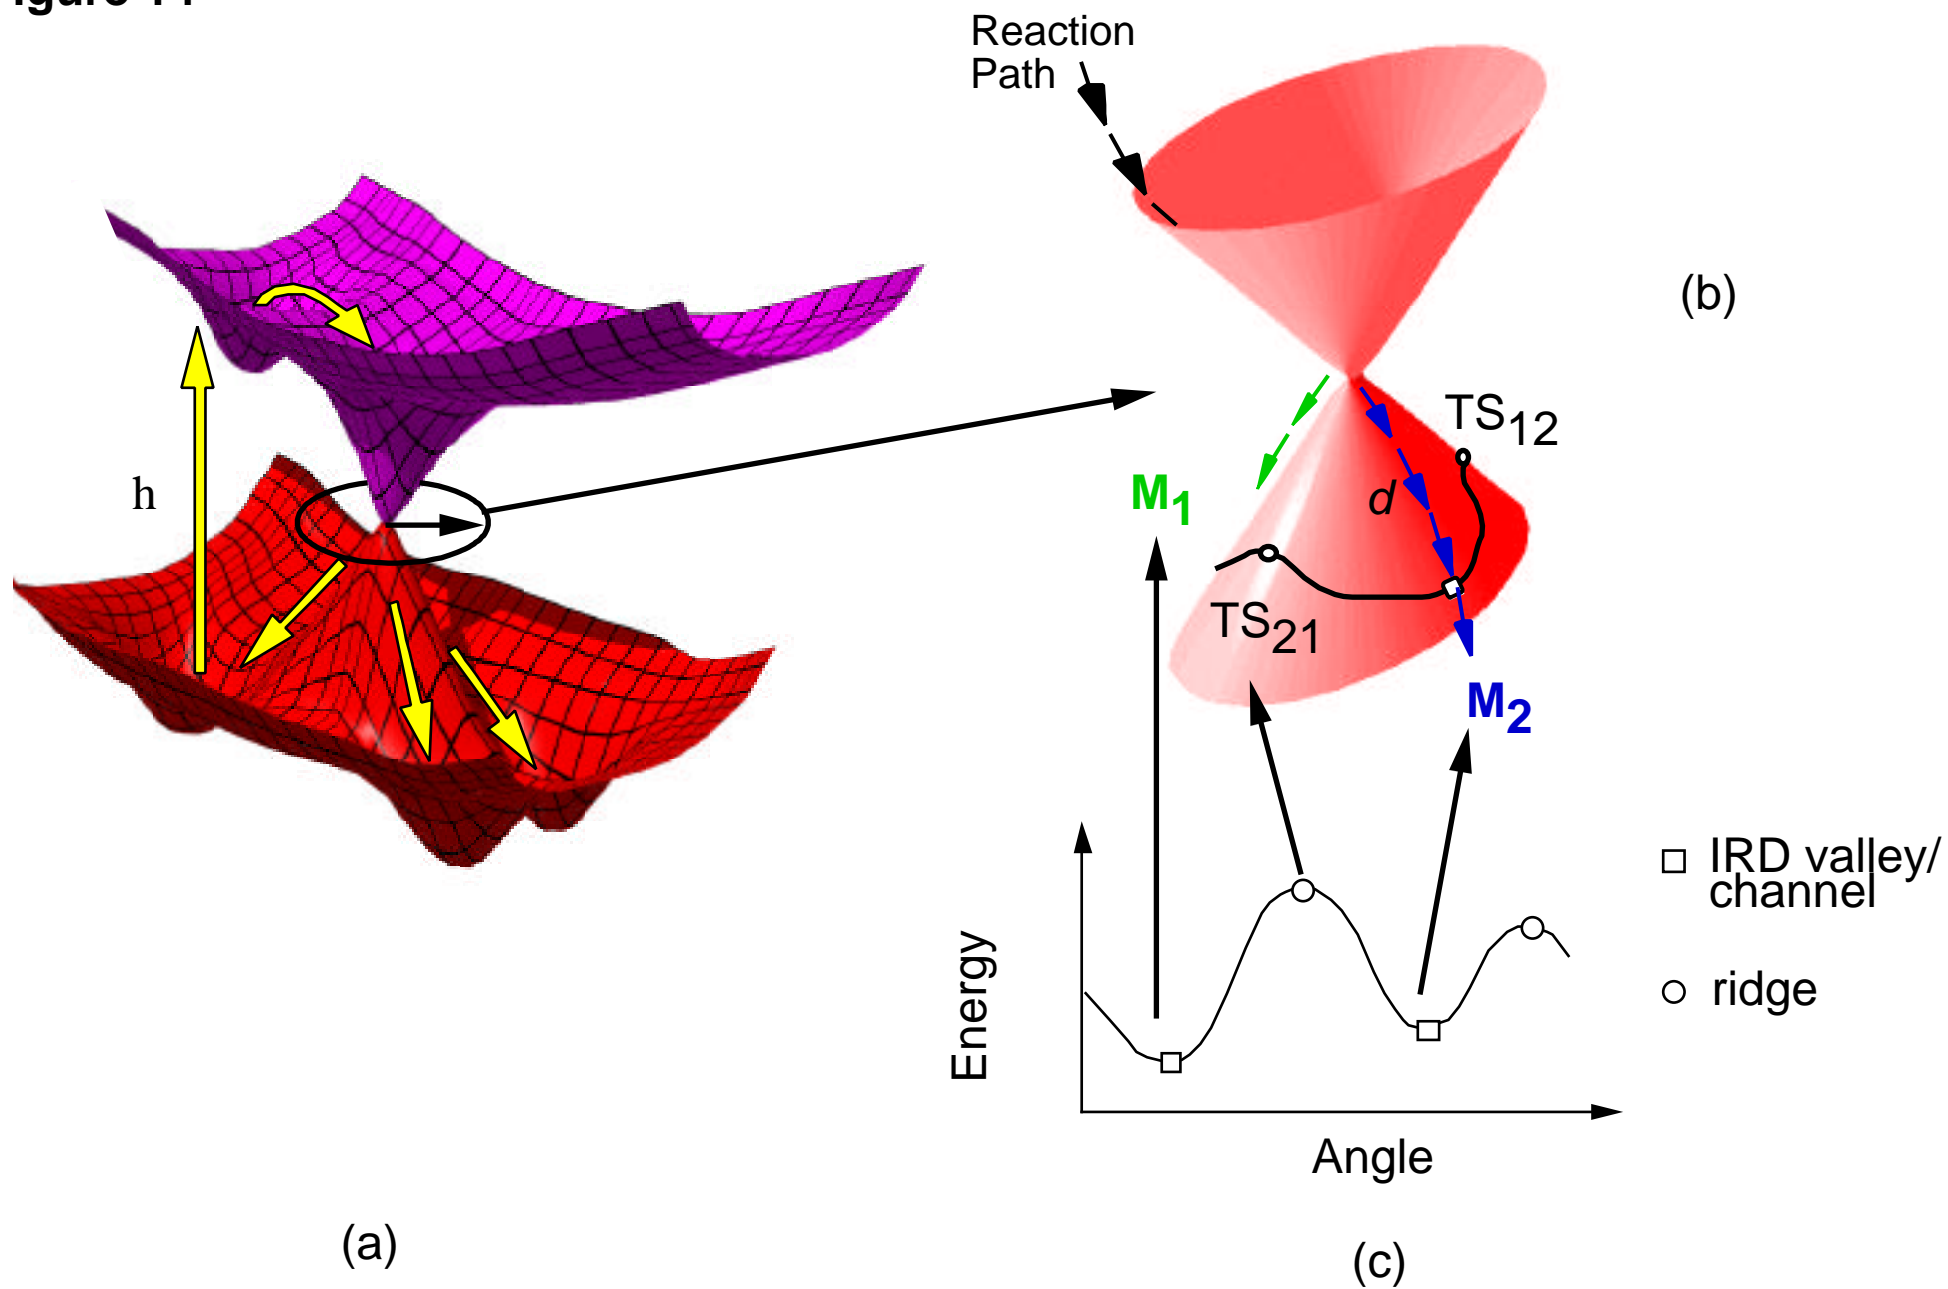 Reaction
Path
(b)
TS12
h
d
M1
TS21
M2
IRD valley/
channel
Energy
ridge
Angle
(a)
(c)